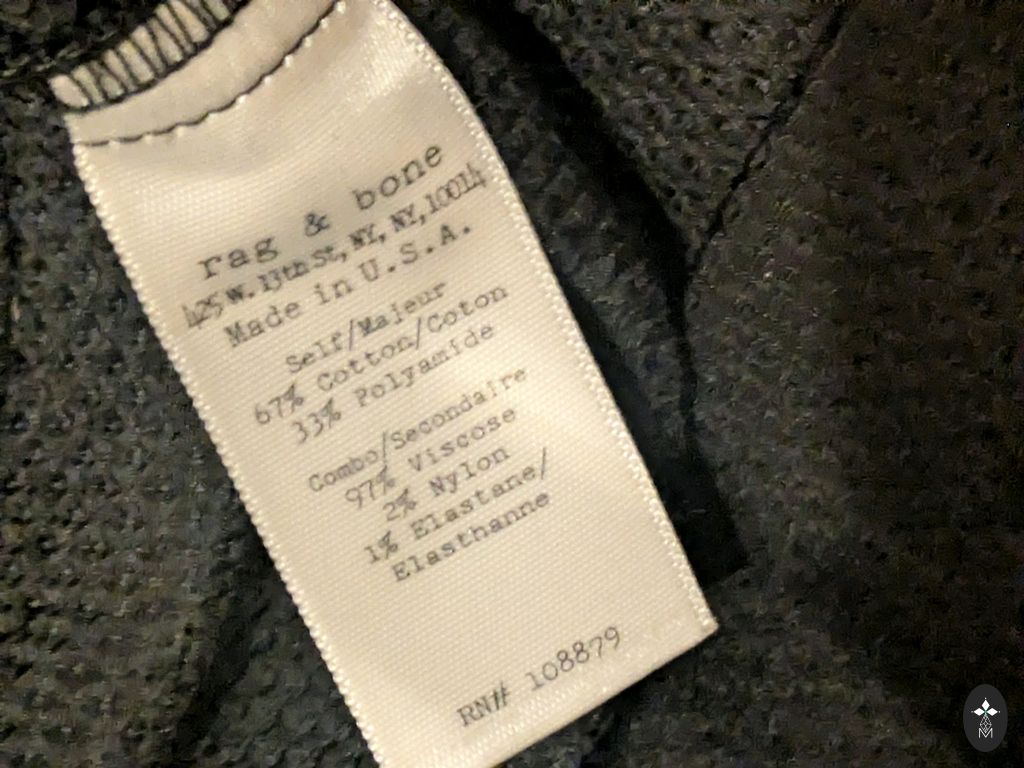 rag & bone
425 W. 13th St, NY, NY, 10014
Made in U.S.A.
Self/Majeur
67% Cotton/Coton
33% Polyamide
Combo/Secondaire
97% Viscose
2% Nylon
1% Elastane/
Elasthanne
RN# 108879
M